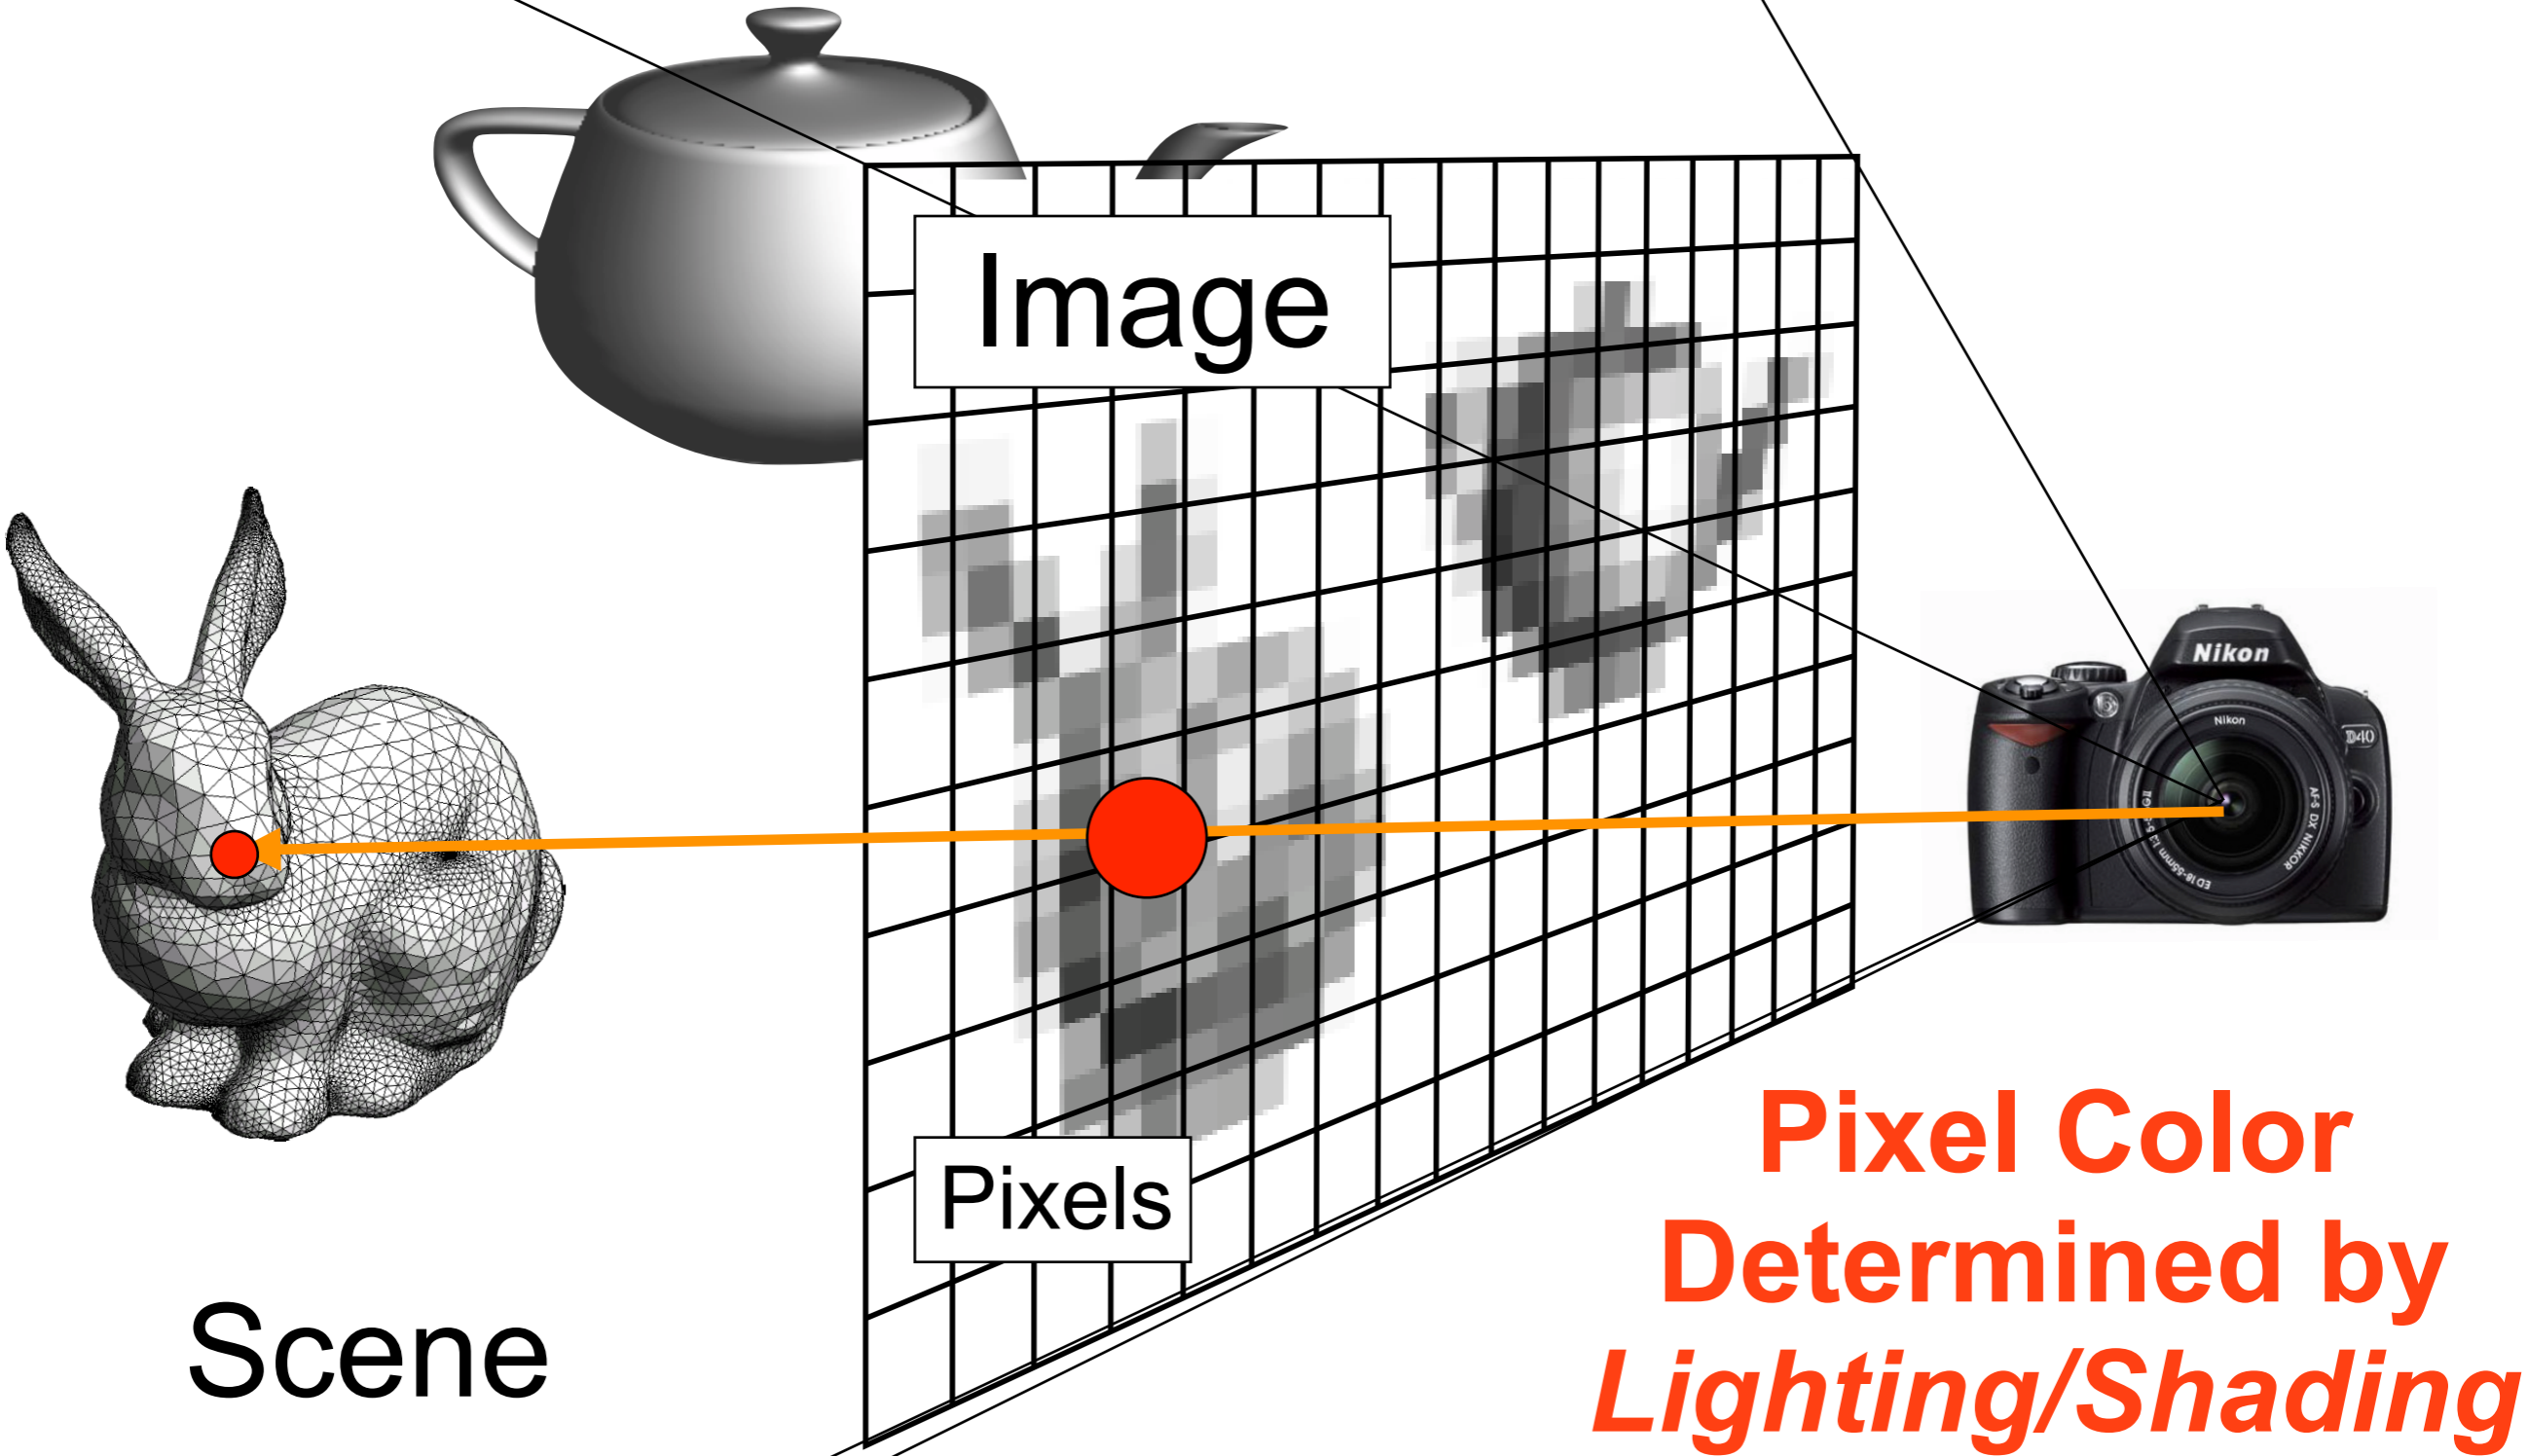 Image
Nikon
Nikon
D40
Pixels
Pixel Color
Determined by
Lighting/Shading
Scene